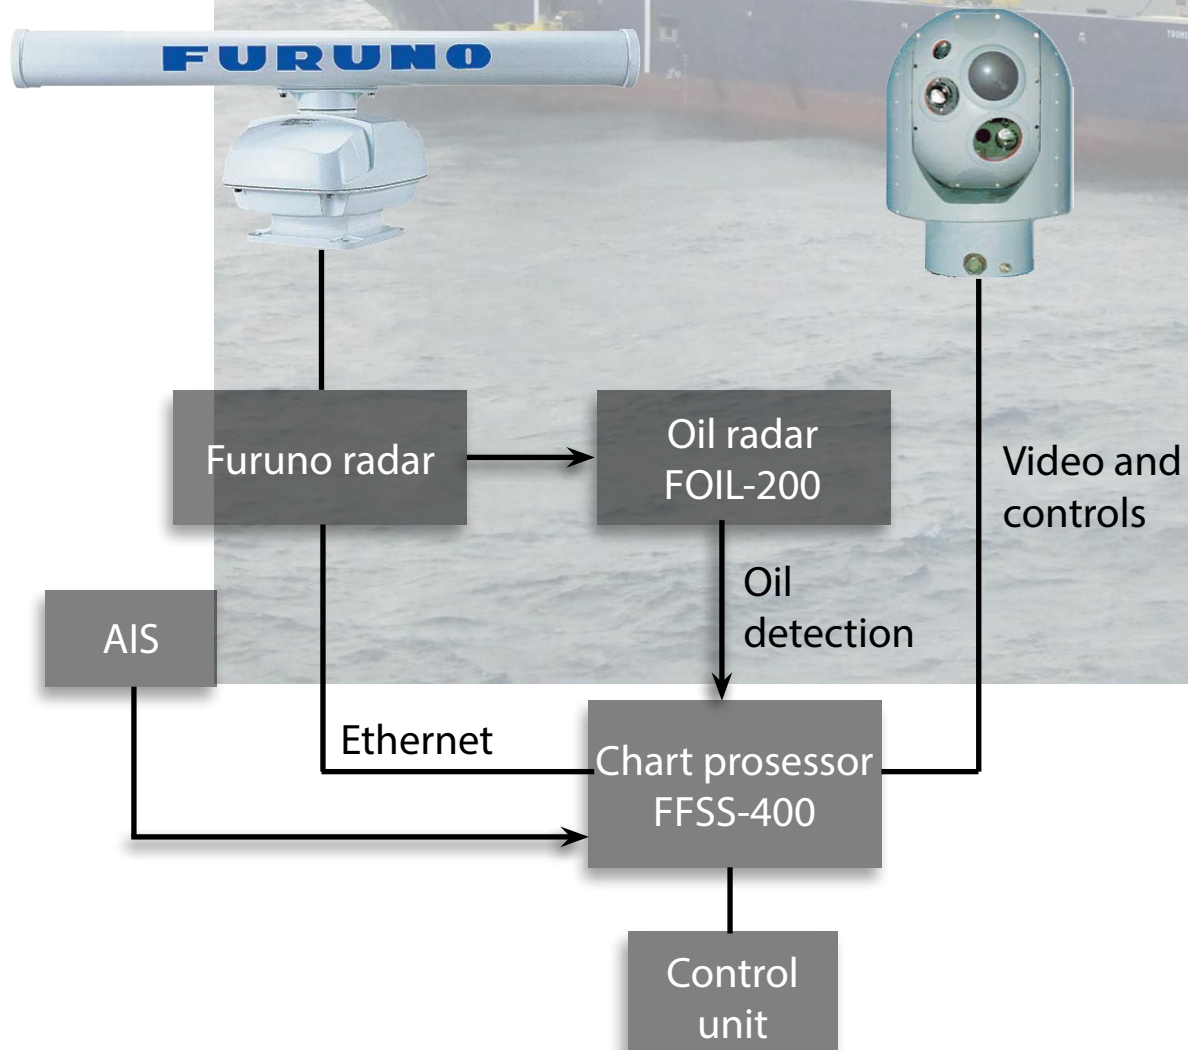 FURUNO
Furuno radar
Oil radar
FOIL-200
Video and
controls
Oil
detection
AIS
Ethernet
Chart prosessor
FFSS-400
Control
unit